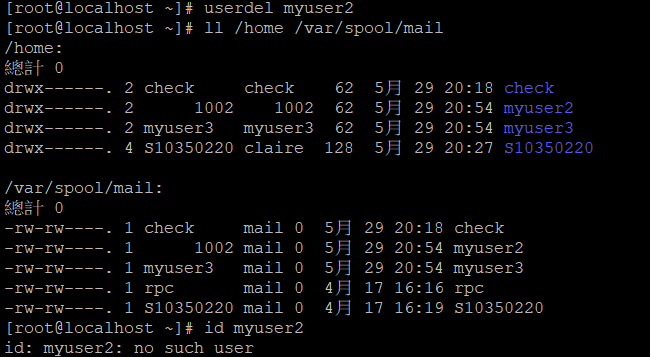 [root@localhost ~]# userdel myuser2
[root@localhost ~]# ll /home /var/spool/mail
/home:
總計 0
drwx------. 2 check     check    62  5月 29 20:18 check
drwx------. 2      1002    1002  62  5月 29 20:54 myuser2
drwx------. 2 myuser3   myuser3  62  5月 29 20:54 myuser3
drwx------. 4 S10350220 claire  128  5月 29 20:27 S10350220
/var/spool/mail:
總計 0
-rw-rw----. 1 check     mail 0  5月 29 20:18 check
-rw-rw----. 1      1002 mail 0  5月 29 20:54 myuser2
-rw-rw----. 1 myuser3   mail 0  5月 29 20:54 myuser3
-rw-rw----. 1 rpc       mail 0  4月 17 16:16 rpc
-rw-rw----. 1 S10350220 mail 0  4月 17 16:19 S10350220
[root@localhost ~]# id myuser2
id: myuser2: no such user